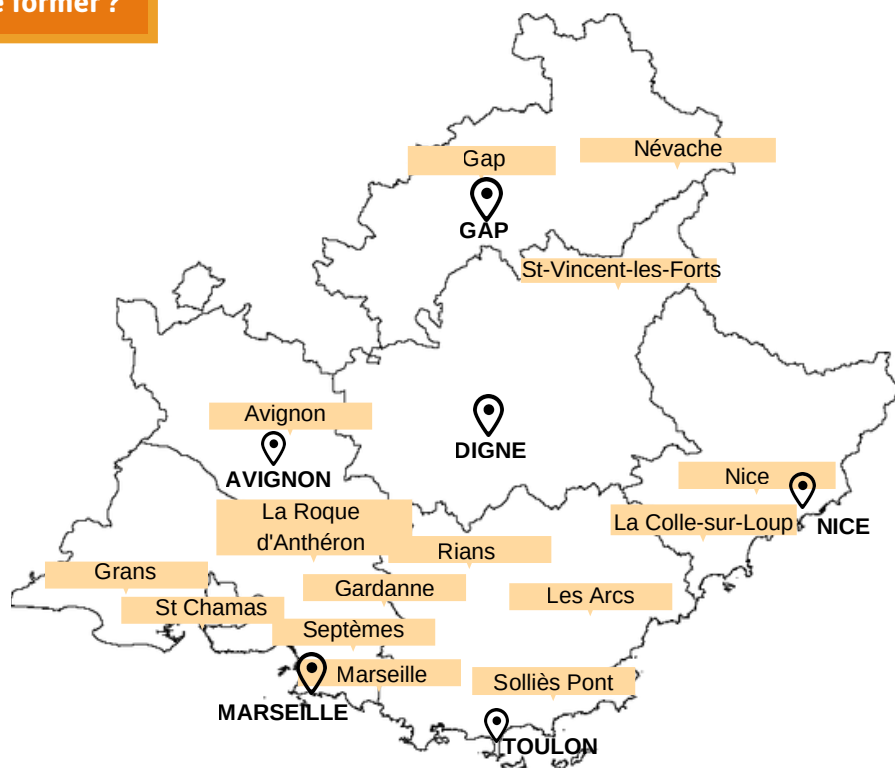 former ?
Gap
Névache
GAP
St-Vincent-les-Forts
Avignon
DIGNE
AVIGNON
Nice
La Roque
d'Anthéron
La Colle-sur-Loup
NICE
Rians
Grans
Gardanne
Les Arcs
St Chamas
Septèmes
Marseille
Solliès Pont
MARSEILLE
TOULON